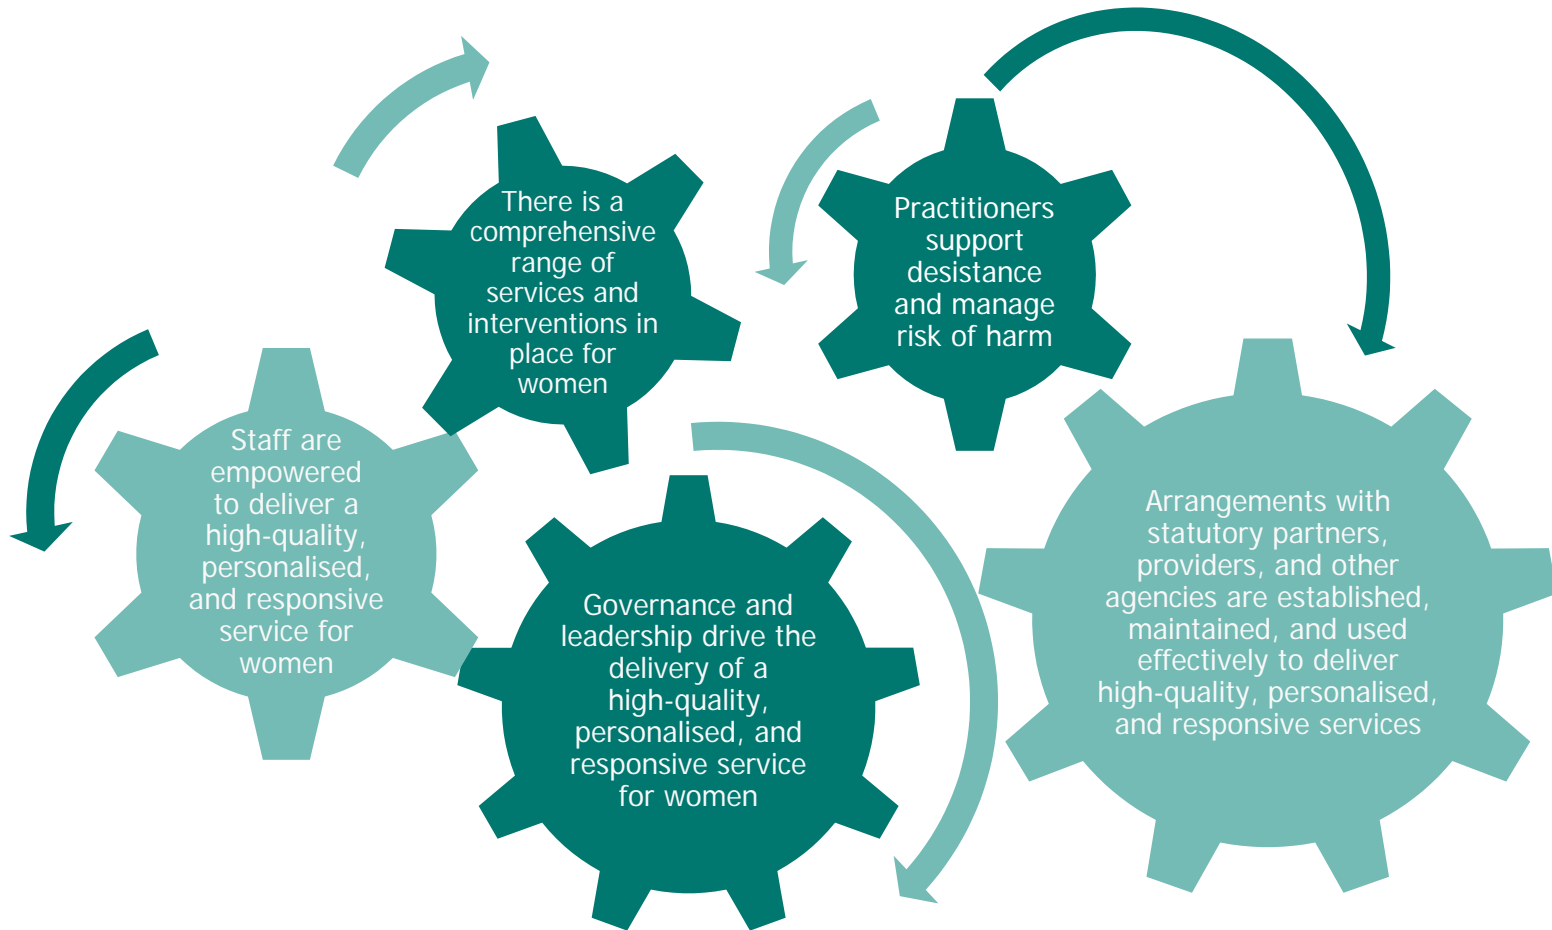 There is a
comprehensive
range of
services and
interventions in
place for
women
Practitioners
support
desistance
and manage
risk of harm
Staff are
empowered
to deliver a
high-quality,
personalised,
and responsive
service for
women
Governance and
leadership drive the
delivery of a
high-quality,
personalised, and
responsive service
for women
Arrangements with
statutory partners,
providers, and other
agencies are established,
maintained, and used
effectively to deliver
high-quality, personalised,
and responsive services